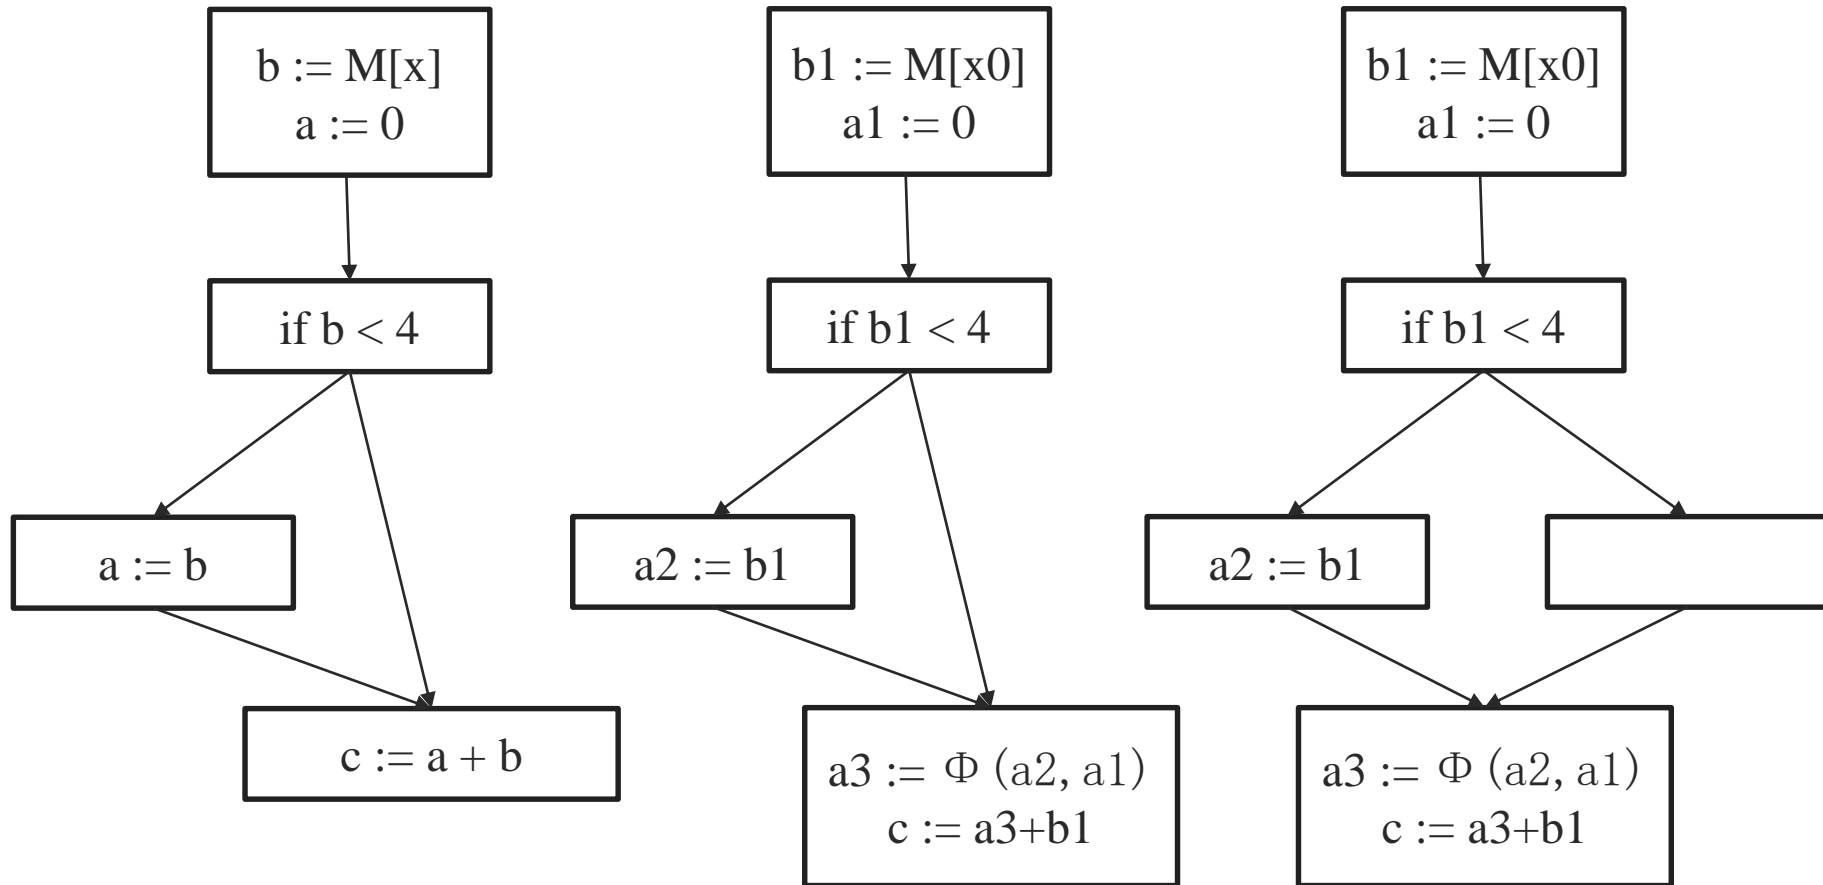 b := M[x]
a := 0
if b < 4
a := b
c := a + b
b1 := M[x0]
a1 := 0
if b1 < 4
a2 := b1
a3 := Φ (a2, a1)
c := a3+b1
b1 := M[x0]
a1 := 0
if b1 < 4
a2 := b1
a3 := Φ (a2, a1)
c := a3+b1